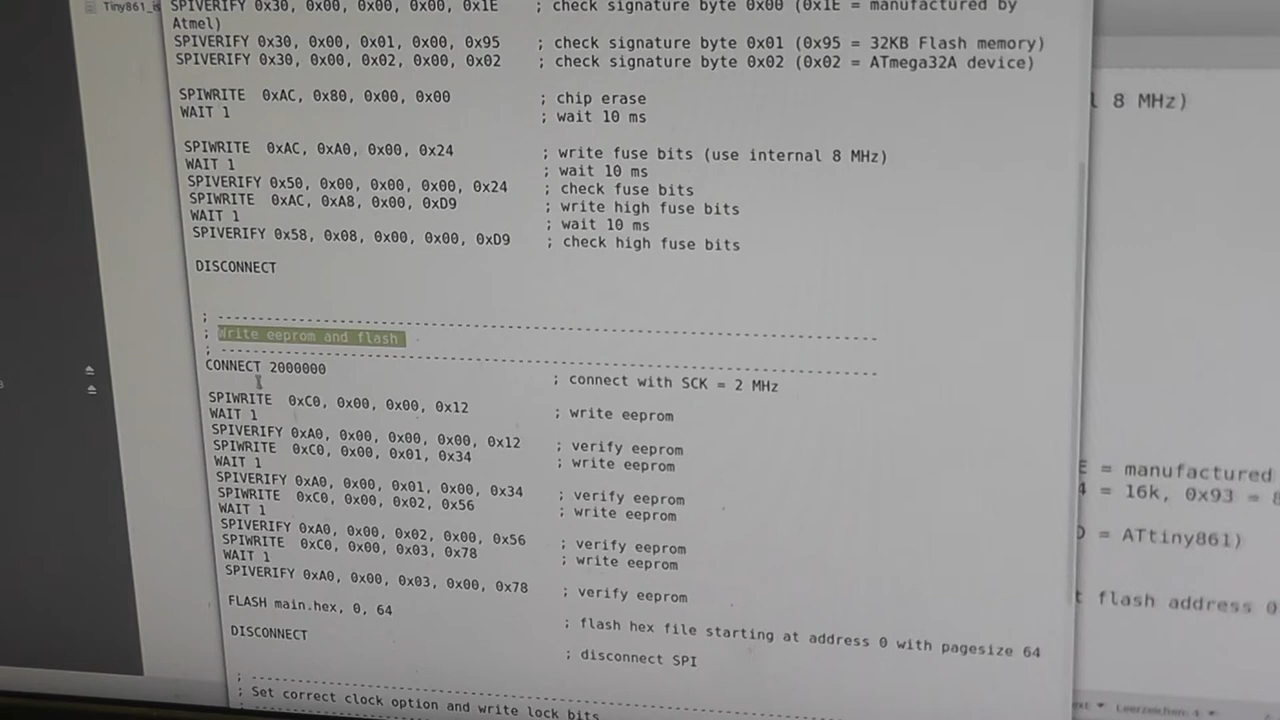 Tiny861_is
SPIVERIFY 0x30, 0x00, 0x00, 0x00, 0x1E ; check signature byte 0x00 (0x1E = manufactured by
Atmel)
SPIVERIFY 0x30, 0x00, 0x01, 0x00, 0x95 ; check signature byte 0x01 (0x95 = 32KB Flash memory)
SPIVERIFY 0x30, 0x00, 0x02, 0x00, 0x02 ; check signature byte 0x02 (0x02 = ATmega32A device)
SPIWRITE 0xAC, 0x80, 0x00, 0x00 ; chip erase
WAIT 1 ; wait 10 ms
SPIWRITE 0xAC, 0xA0, 0x00, 0x24 ; write fuse bits (use internal 8 MHz)
WAIT 1 ; wait 10 ms
SPIVERIFY 0x50, 0x00, 0x00, 0x00, 0x24 ; check fuse bits
SPIWRITE 0xAC, 0xA8, 0x00, 0xD9 ; write high fuse bits
WAIT 1 ; wait 10 ms
SPIVERIFY 0x58, 0x08, 0x00, 0x00, 0xD9 ; check high fuse bits
DISCONNECT
; ----------------------------------------------------------------------
; Write eeprom and flash
; ----------------------------------------------------------------------
CONNECT 2000000 ; connect with SCK = 2 MHz
SPIWRITE 0xC0, 0x00, 0x00, 0x12 ; write eeprom
WAIT 1
SPIVERIFY 0xA0, 0x00, 0x00, 0x00, 0x12 ; verify eeprom
SPIWRITE 0xC0, 0x00, 0x01, 0x34 ; write eeprom
WAIT 1
SPIVERIFY 0xA0, 0x00, 0x01, 0x00, 0x34 ; verify eeprom
SPIWRITE 0xC0, 0x00, 0x02, 0x56 ; write eeprom
WAIT 1
SPIVERIFY 0xA0, 0x00, 0x02, 0x00, 0x56 ; verify eeprom
SPIWRITE 0xC0, 0x00, 0x03, 0x78 ; write eeprom
WAIT 1
SPIVERIFY 0xA0, 0x00, 0x03, 0x00, 0x78 ; verify eeprom
FLASH main.hex, 0, 64 ; flash hex file starting at address 0 with pagesize 64
DISCONNECT ; disconnect SPI
; ----------------------------------------------------------------------
; Set correct clock option and write lock bits
l 8 MHz)
E = manufactured
4 = 16k, 0x93 = 8
D = ATtiny861)
t flash address 0
Leerzeichen: 4